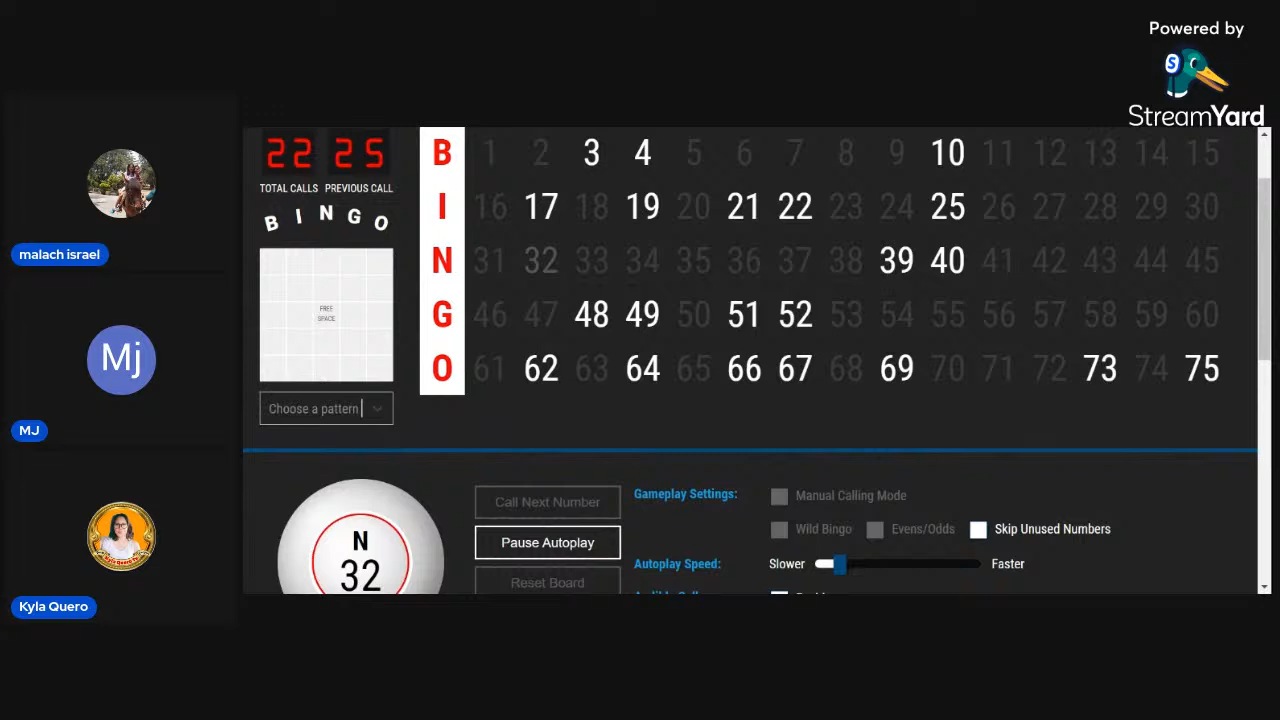 Powered by
S
StreamYard
malach israel
Mj
MJ
Kyla Quero
22 25
TOTAL CALLS PREVIOUS CALL
B I N G O
FREE
SPACE
Choose a pattern
B 1 2 3 4 5 6 7 8 9 10 11 12 13 14 15
I 16 17 18 19 20 21 22 23 24 25 26 27 28 29 30
N 31 32 33 34 35 36 37 38 39 40 41 42 43 44 45
G 46 47 48 49 50 51 52 53 54 55 56 57 58 59 60
O 61 62 63 64 65 66 67 68 69 70 71 72 73 74 75
N
32
Call Next Number
Pause Autoplay
Reset Board
Gameplay Settings:
Manual Calling Mode
Wild Bingo Evens/Odds Skip Unused Numbers
Autoplay Speed: Slower Faster